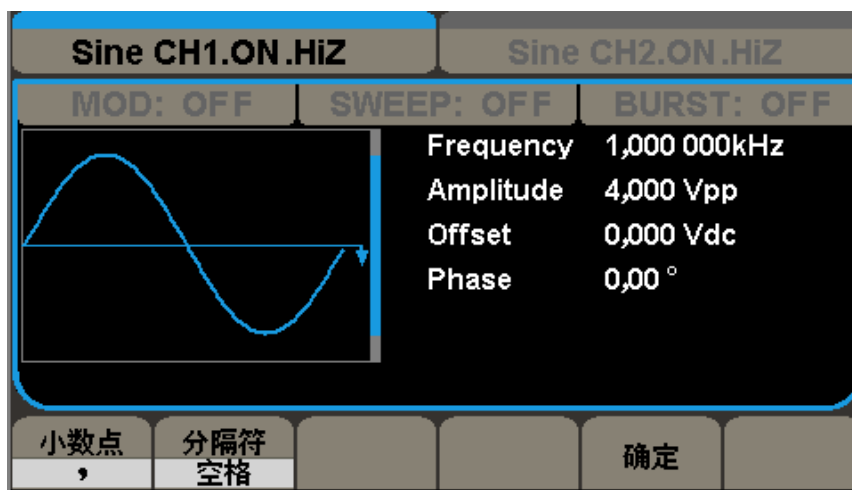 Sine CH1.ON.HiZ
Sine CH2.ON.HiZ
MOD: OFF
SWEEP: OFF
BURST: OFF
Frequency 1,000 000kHz
Amplitude 4,000 Vpp
Offset 0,000 Vdc
Phase 0,00 °
小数点 分隔符 确定
, 空格